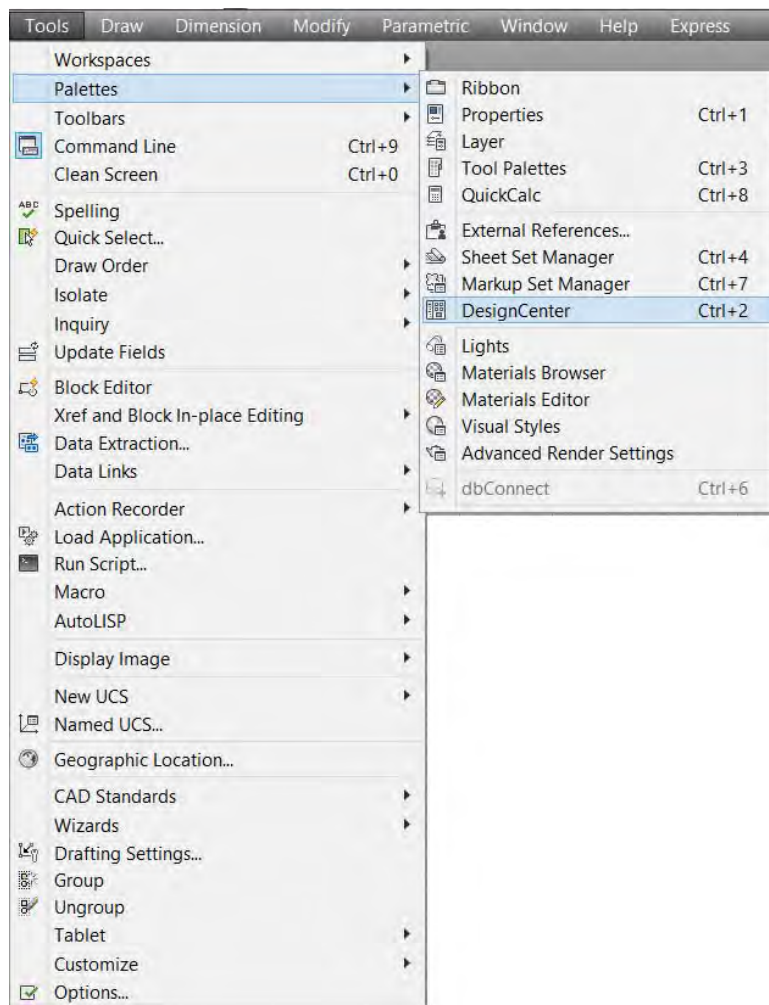 Tools Draw Dimension Modify Parametric Window Help Express
Workspaces
Palettes
Toolbars
Command Line Ctrl+9
Clean Screen Ctrl+0
ABC
Spelling
Quick Select...
Draw Order
Isolate
Inquiry
Update Fields
Block Editor
Xref and Block In-place Editing
Data Extraction...
Data Links
Action Recorder
Load Application...
Run Script...
Macro
AutoLISP
Display Image
New UCS
Named UCS...
Geographic Location...
CAD Standards
Wizards
Drafting Settings...
Group
Ungroup
Tablet
Customize
Options...
Ribbon
Properties Ctrl+1
Layer
Tool Palettes Ctrl+3
QuickCalc Ctrl+8
External References...
Sheet Set Manager Ctrl+4
Markup Set Manager Ctrl+7
DesignCenter Ctrl+2
Lights
Materials Browser
Materials Editor
Visual Styles
Advanced Render Settings
dbConnect Ctrl+6